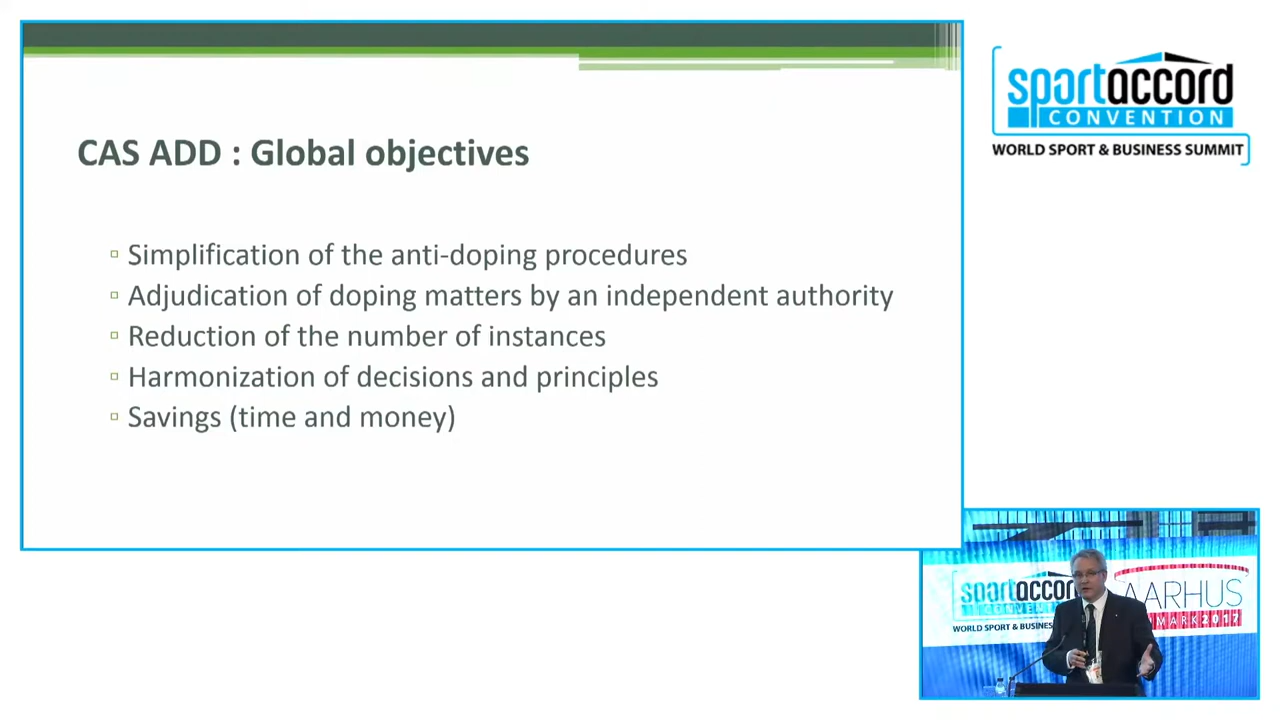 CAS ADD : Global objectives
Simplification of the anti-doping procedures
Adjudication of doping matters by an independent authority
Reduction of the number of instances
Harmonization of decisions and principles
Savings (time and money)
sportaccord
CONVENTION
WORLD SPORT & BUSINESS SUMMIT
sportaccord
WORLD SPORT & BUSINESS
AARHUS
MARK2017